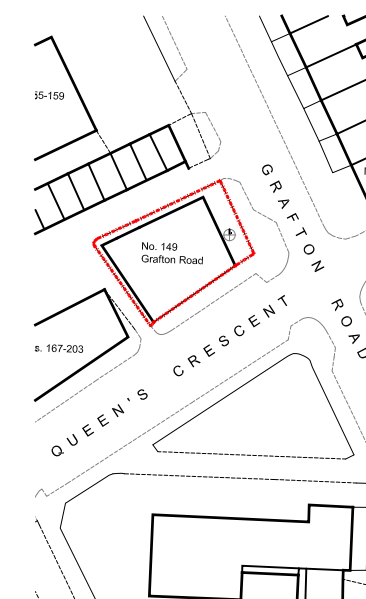 55-159
No. 149
Grafton Road
s. 167-203
GRAFTON ROAD
QUEEN'S CRESCENT